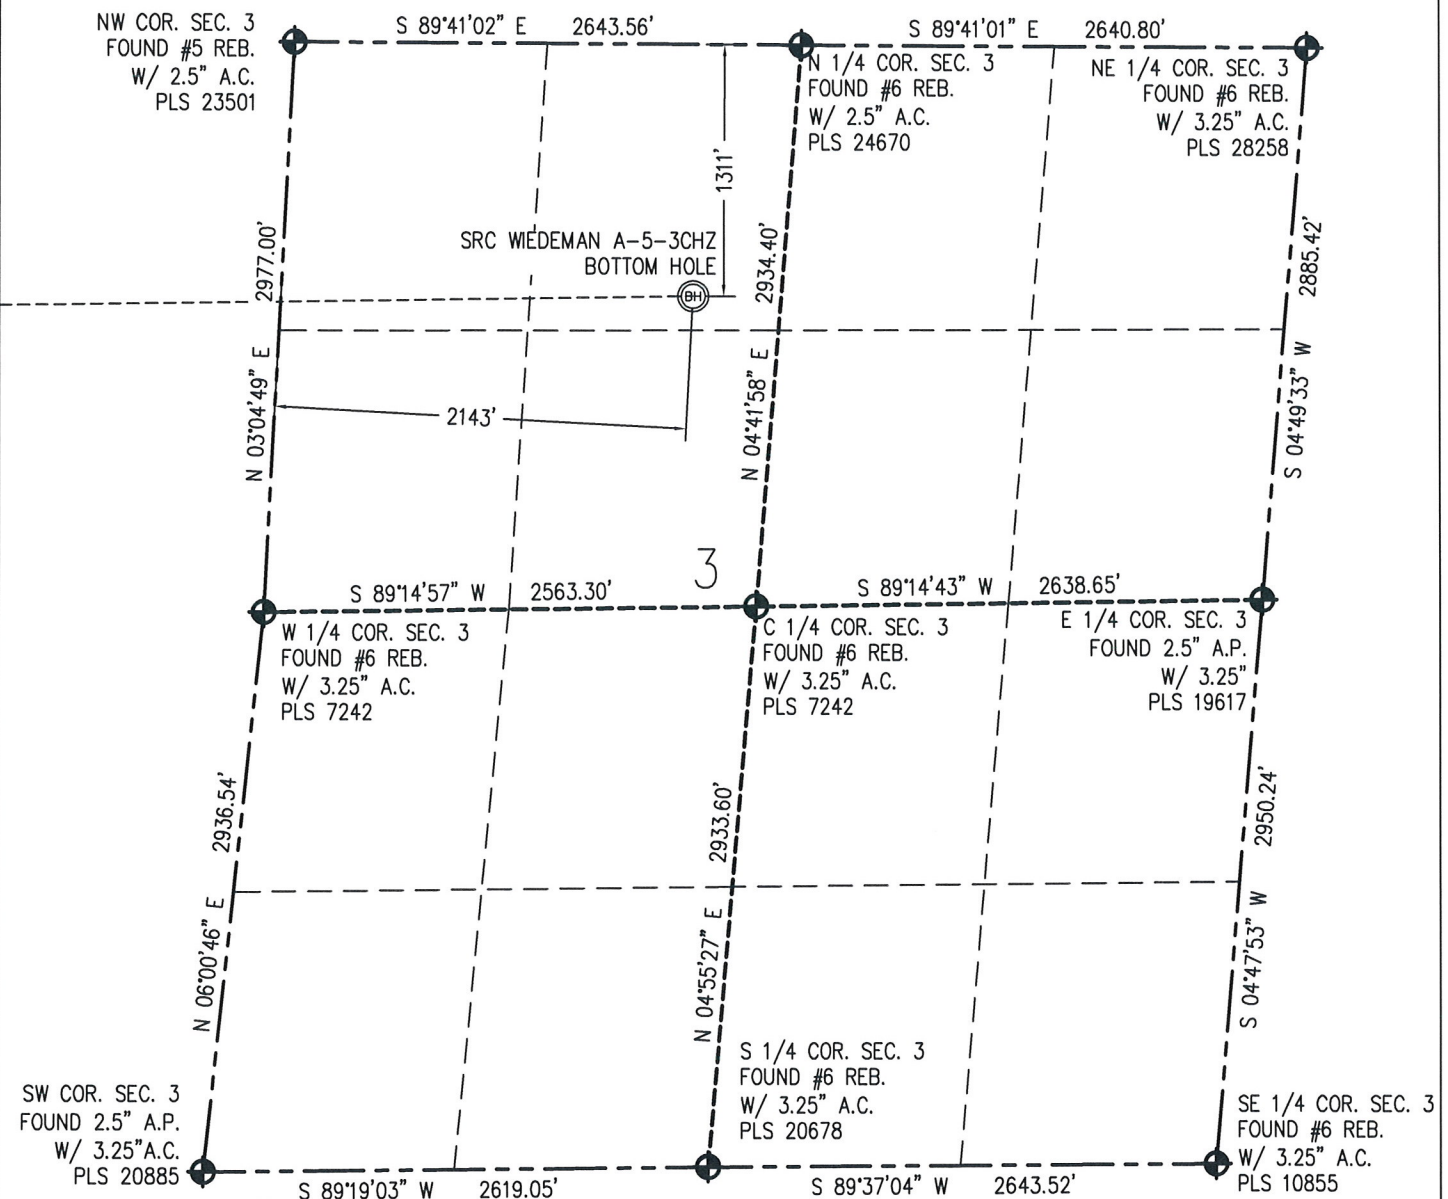 NW COR. SEC. 3
FOUND #5 REB.
W/ 2.5" A.C.
PLS 23501
S 89°41'02" E 2643.56'
S 89°41'01" E 2640.80'
N 1/4 COR. SEC. 3
FOUND #6 REB.
W/ 2.5" A.C.
PLS 24670
NE 1/4 COR. SEC. 3
FOUND #6 REB.
W/ 3.25" A.C.
PLS 28258
1311'
SRC WIEDEMAN A-5-3CHZ
BOTTOM HOLE
BH
2143'
N 03°04'49" E 2977.00'
N 04°41'58" E 2934.40'
S 04°49'33" W 2885.42'
3
S 89°14'57" W 2563.30'
S 89°14'43" W 2638.65'
W 1/4 COR. SEC. 3
FOUND #6 REB.
W/ 3.25" A.C.
PLS 7242
C 1/4 COR. SEC. 3
FOUND #6 REB.
W/ 3.25" A.C.
PLS 7242
E 1/4 COR. SEC. 3
FOUND 2.5" A.P.
W/ 3.25"
PLS 19617
N 06°00'46" E 2936.54'
N 04°55'27" E 2933.60'
S 04°47'53" W 2950.24'
SW COR. SEC. 3
FOUND 2.5" A.P.
W/ 3.25"A.C.
PLS 20885
S 1/4 COR. SEC. 3
FOUND #6 REB.
W/ 3.25" A.C.
PLS 20678
SE 1/4 COR. SEC. 3
FOUND #6 REB.
W/ 3.25" A.C.
PLS 10855
S 89°19'03" W 2619.05'
S 89°37'04" W 2643.52'